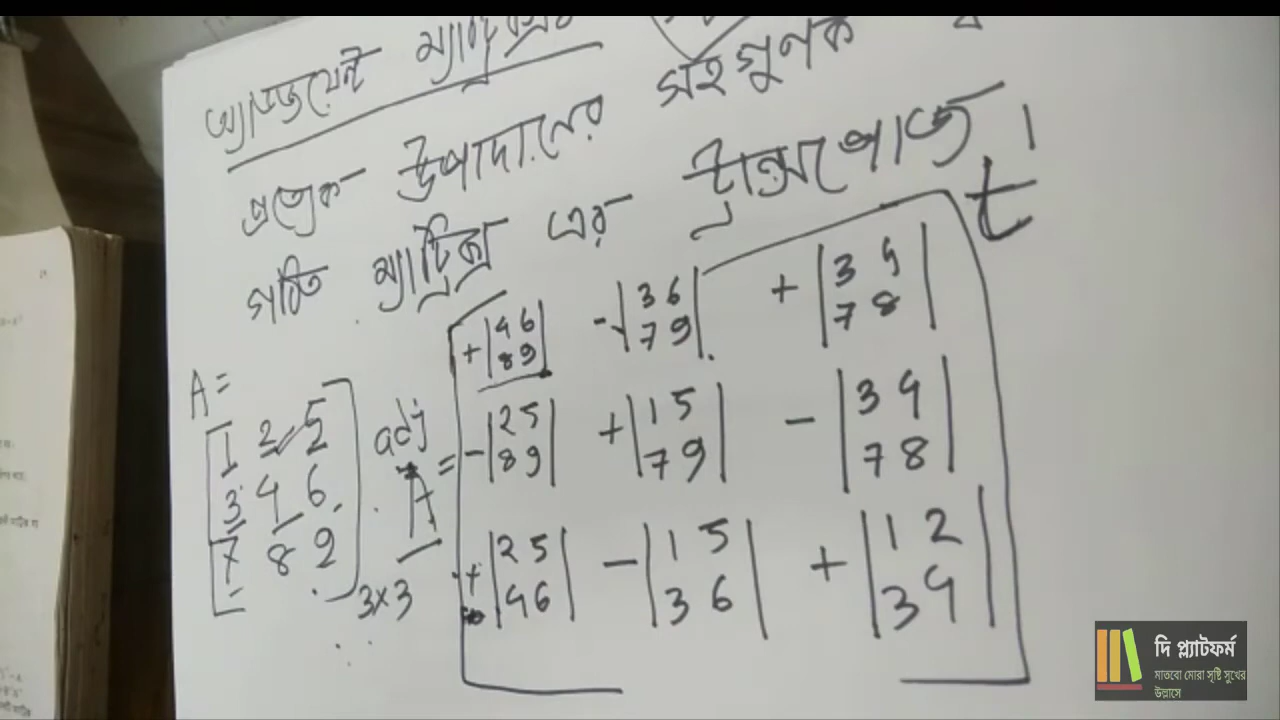 অ্যাডজয়েন্ট ম্যাট্রিক্সঃ
প্রত্যেক উপাদানের সহগুণক
গঠিত ম্যাট্রিক্স এর ট্রান্সপোজ।
A =
1 2 5
3 4 6
7 8 9
3×3
adj A =
+|4 6| -|3 6| +|3 4| t
|8 9| |7 9| |7 8|
-|2 5| +|1 5| -|3 4|
|8 9| |7 9| |7 8|
+|2 5| -|1 5| +|1 2|
|4 6| |3 6| |3 4|
দি প্ল্যাটফর্ম
মাতবো মোরা সৃষ্টি সুখের
উল্লাসে